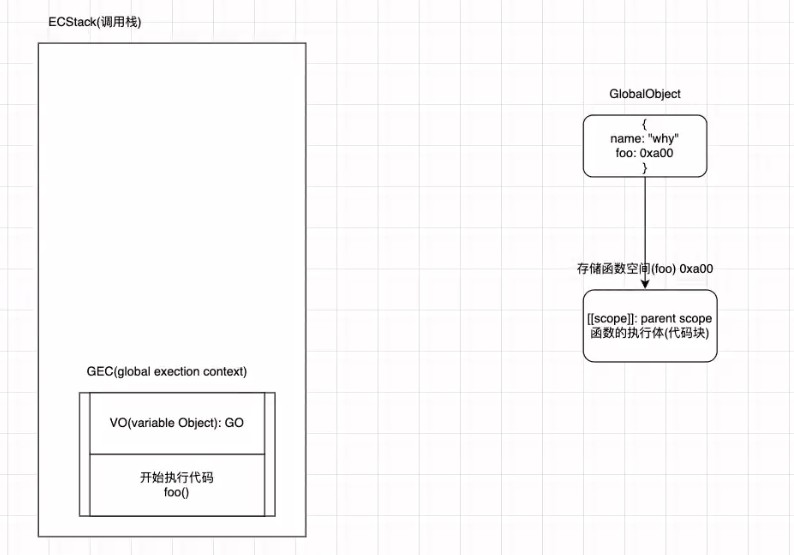 ECStack(调用栈)
GlobalObject
{
name: "why"
foo: 0xa00
}
存储函数空间(foo) 0xa00
[[scope]]: parent scope
函数的执行体(代码块)
GEC(global exection context)
VO(variable Object): GO
开始执行代码
foo()